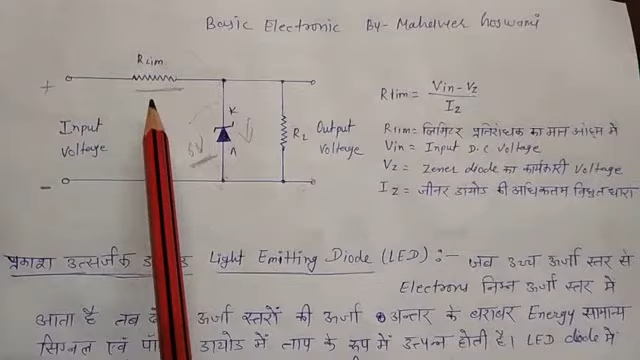 Basic Electronic By- Mahaveer Goswami
RLim
+
K
5V
A
Input
Voltage
RL
Output
Voltage
-
Rlim = Vin - Vz / Iz
Rlim = लिमिटर प्रतिरोधक का मान ओह्म में
Vin = Input D.C Voltage
Vz = Zener diode का कार्यकारी Voltage
Iz = जीनर डायोड की अधिकतम विधुत धारा
प्रकाश उत्सर्जक Light Emitting Diode (LED) :- जब उच्च ऊर्जा स्तर से
Electrons निम्न ऊर्जा स्तर में
आता है तब ऊर्जा स्तरों की ऊर्जा अन्तर के बराबर Energy सामान्य
सिग्नल एवं डायोड में ताप के रूप में उत्पन्न होती है। LED diode में